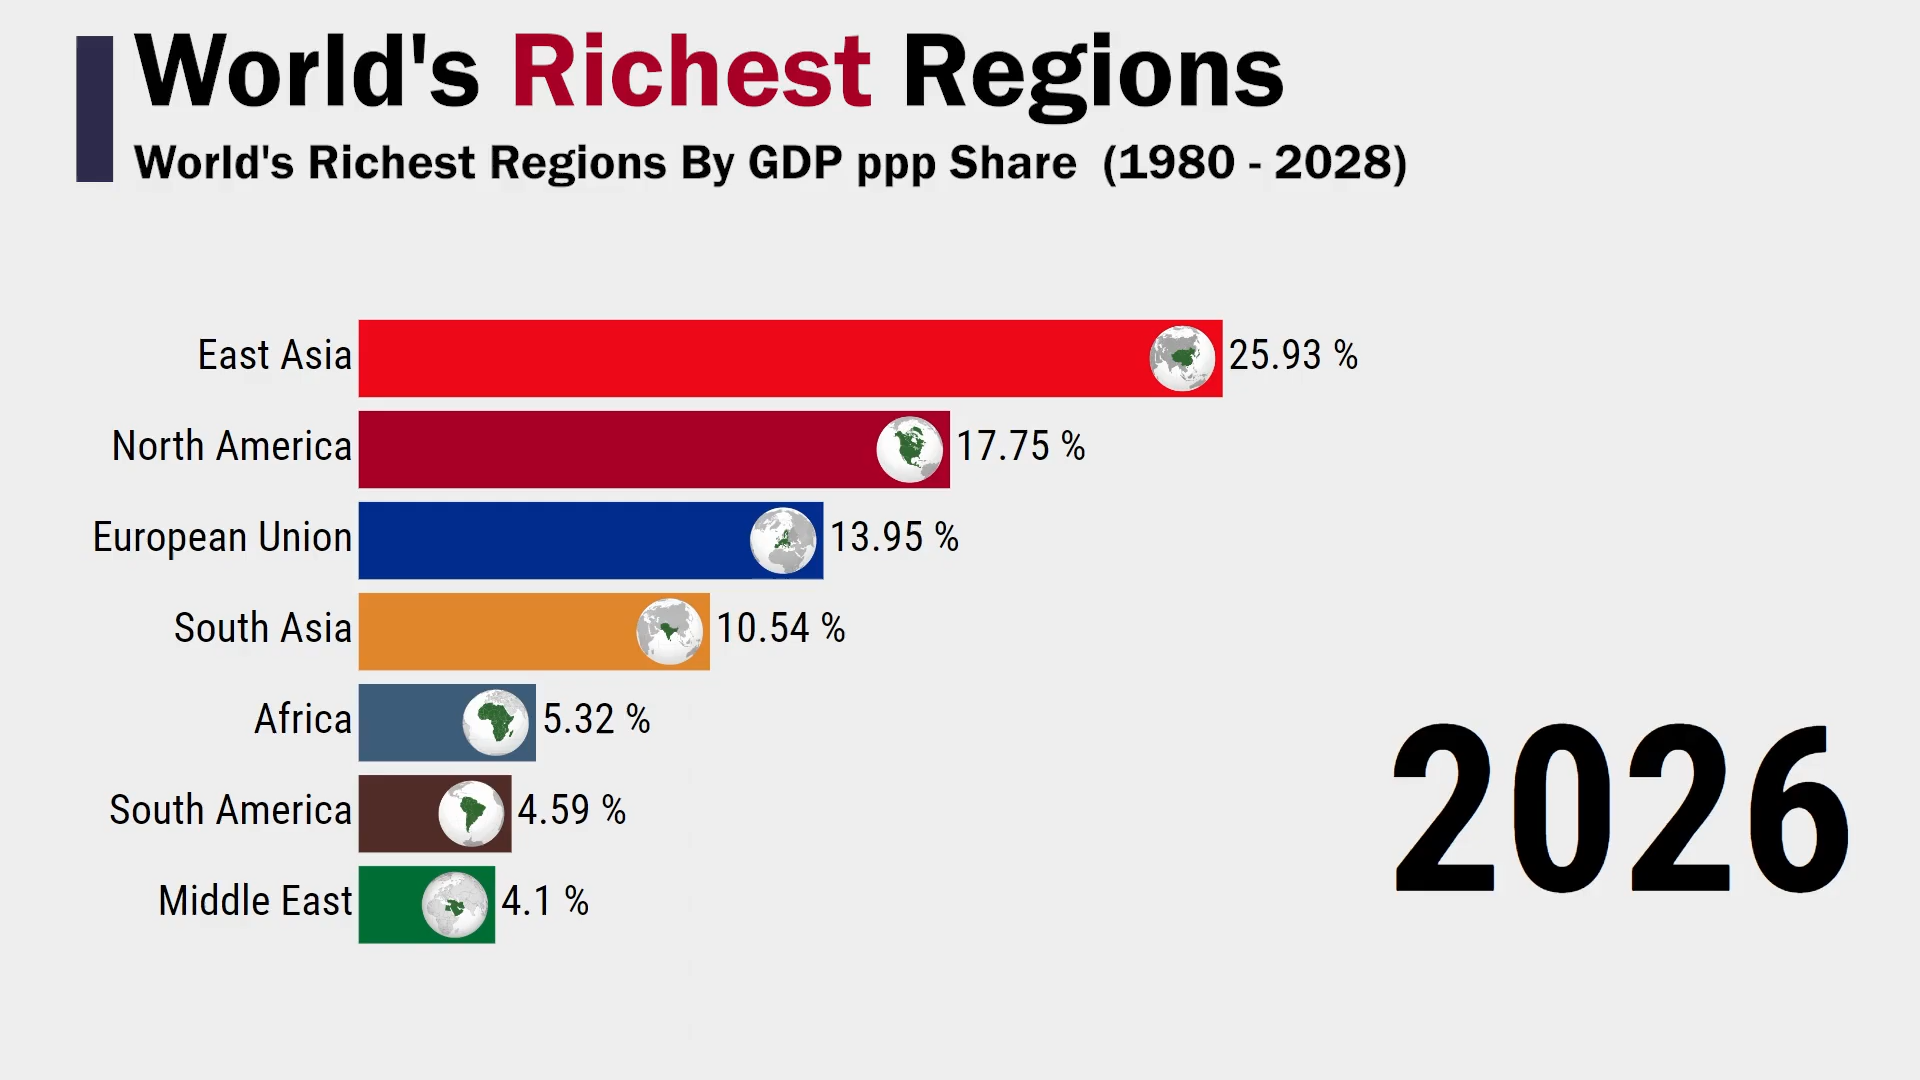 World's Richest Regions
World's Richest Regions By GDP ppp Share (1980 - 2028)
East Asia 25.93 %
North America 17.75 %
European Union 13.95 %
South Asia 10.54 %
Africa 5.32 %
South America 4.59 %
Middle East 4.1 %
2026